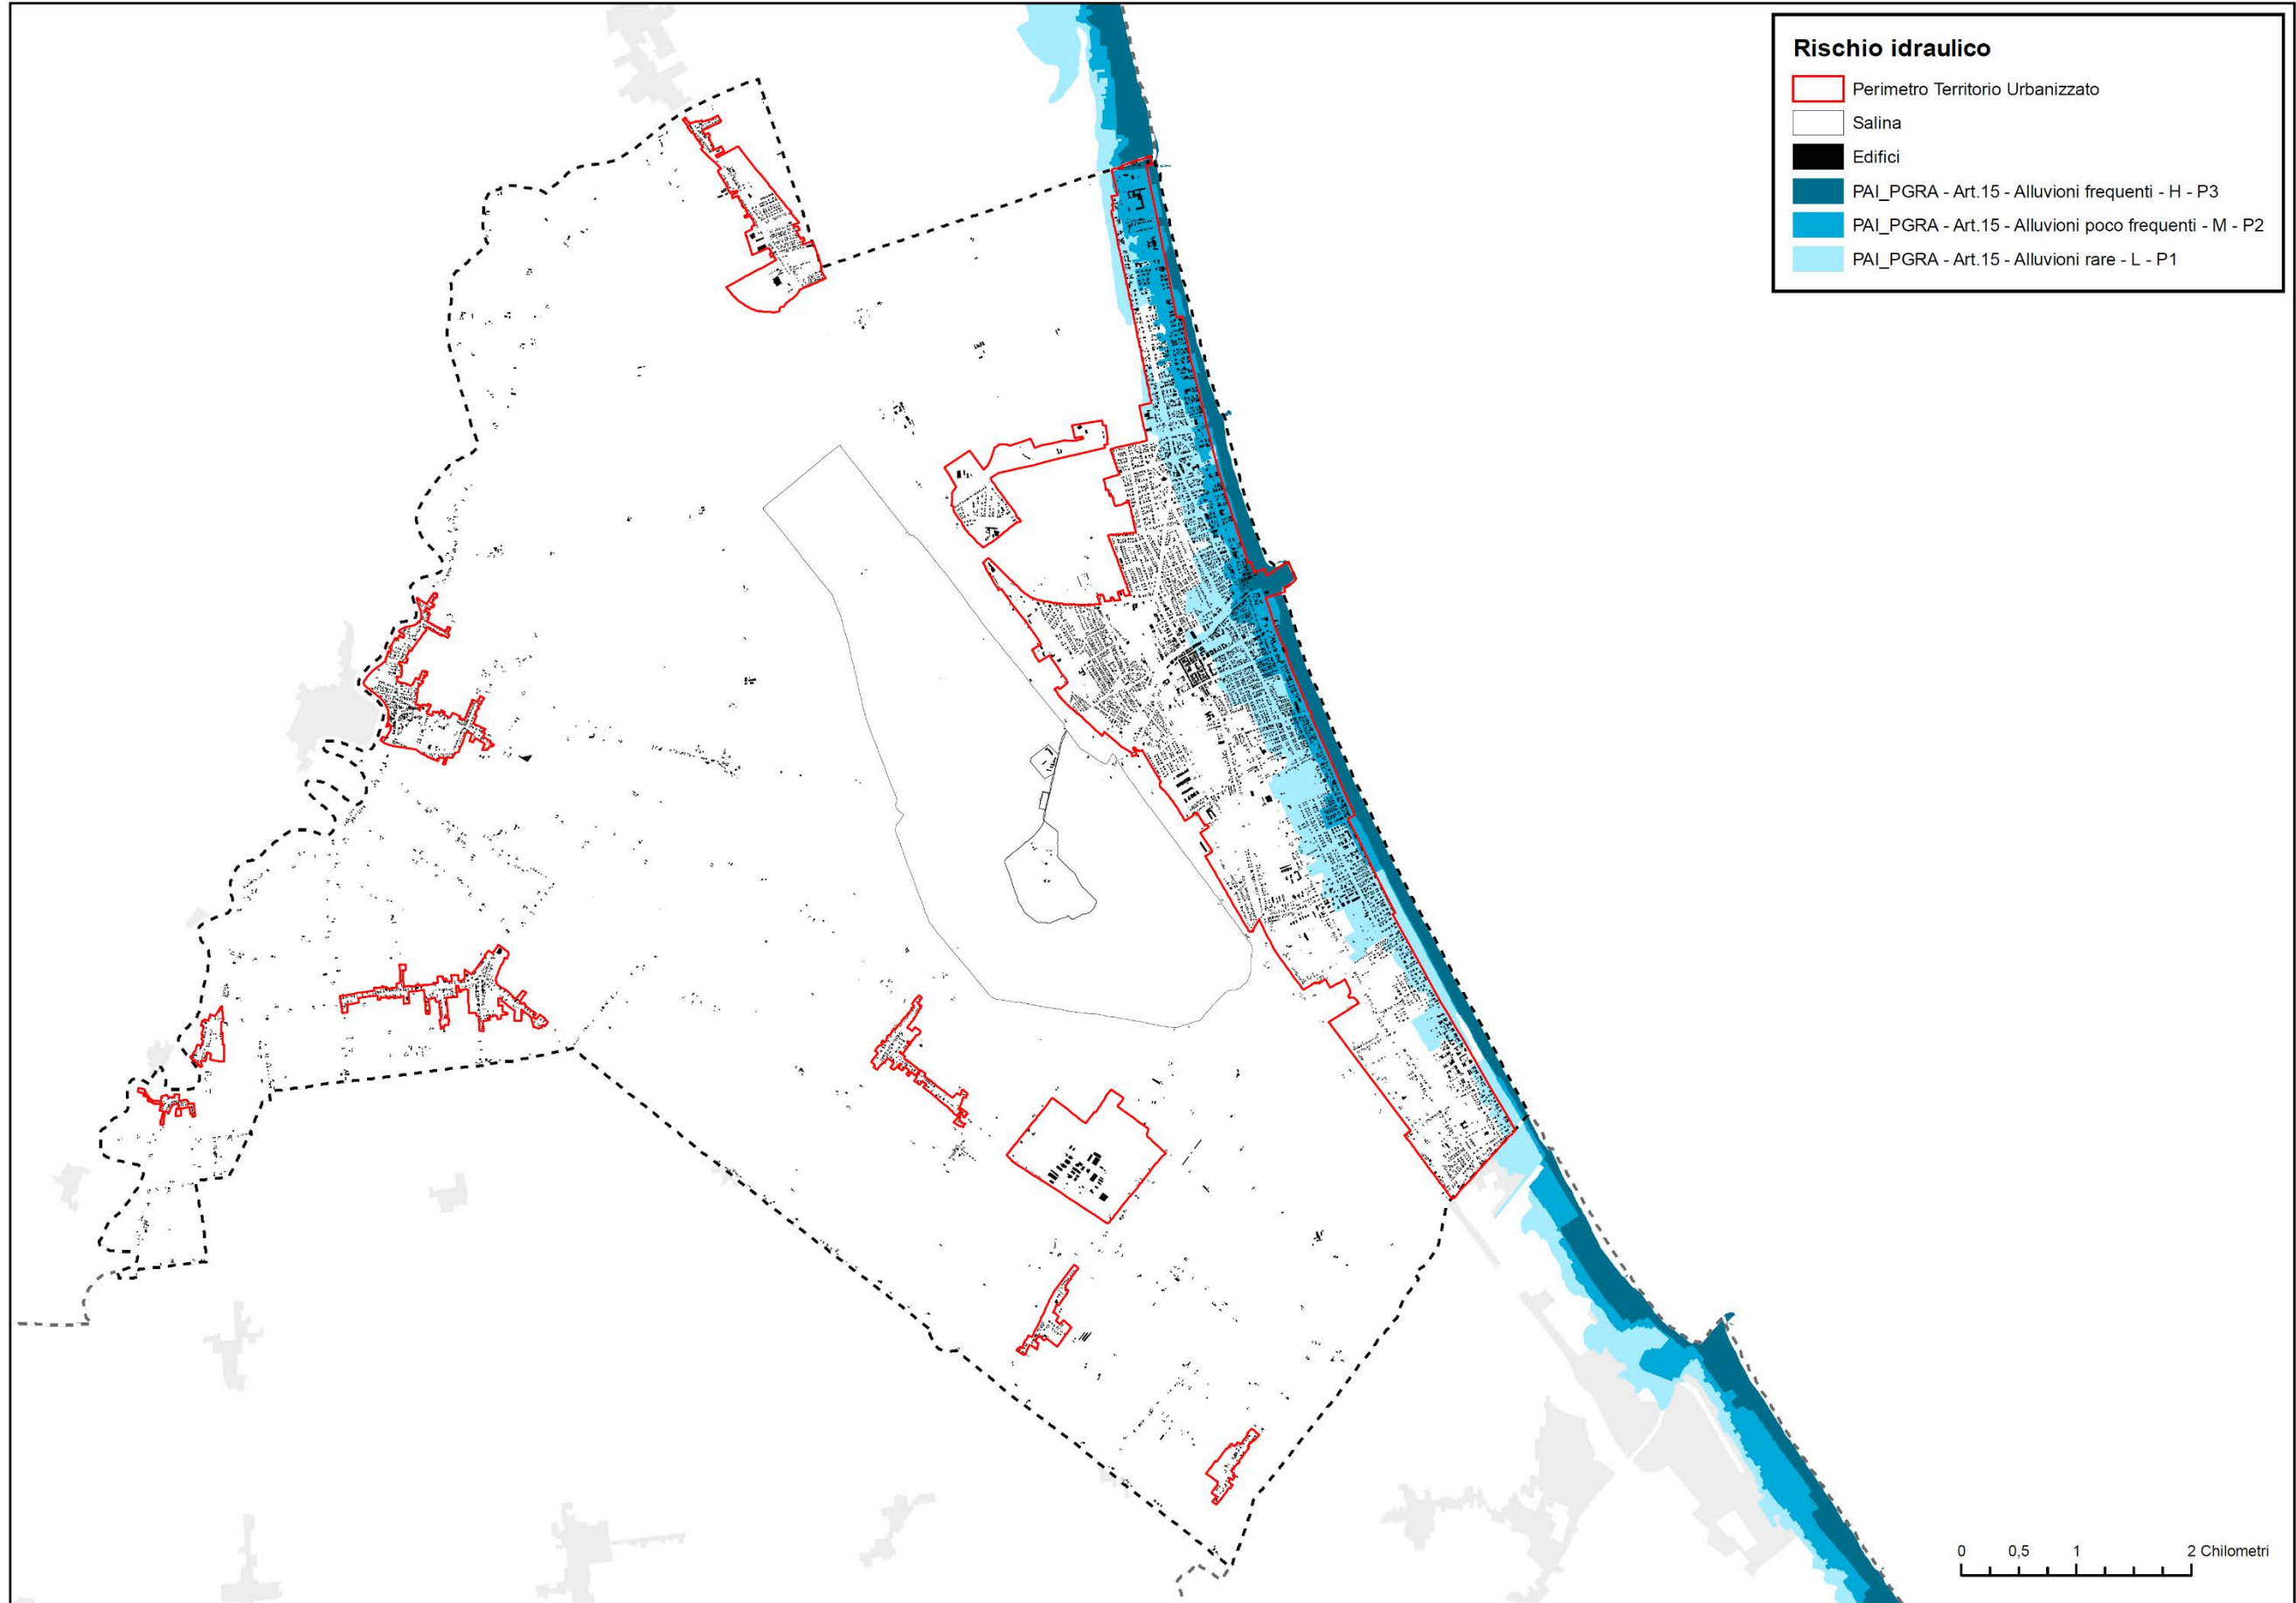 Rischio idraulico
Perimetro Territorio Urbanizzato
Salina
Edifici
PAI_PGRA - Art.15 - Alluvioni frequenti - H - P3
PAI_PGRA - Art.15 - Alluvioni poco frequenti - M - P2
PAI_PGRA - Art.15 - Alluvioni rare - L - P1
0 0,5 1 2 Chilometri